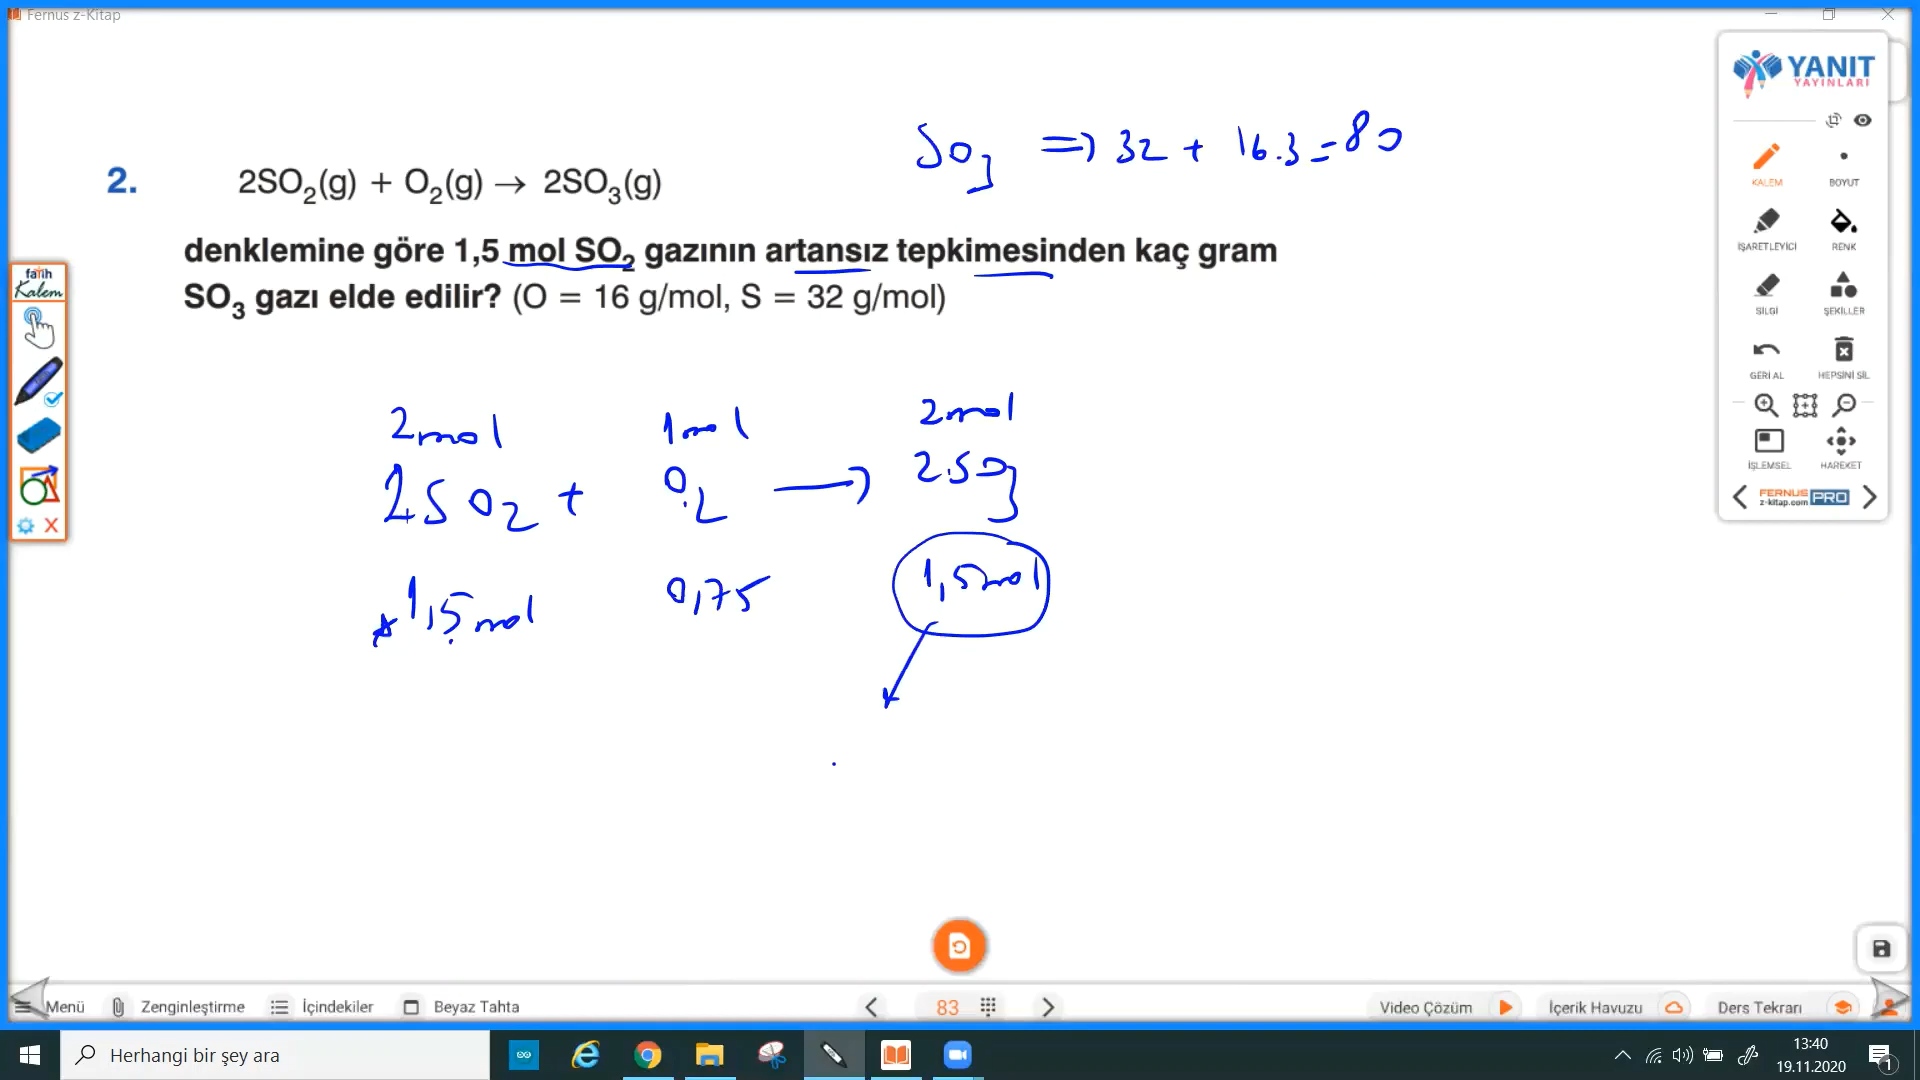 Fernus z-Kitap
YANIT
YAYINLARI
SO3 => 32 + 16.3 = 80
2. 2SO2(g) + O2(g) → 2SO3(g)
denklemine göre 1,5 mol SO2 gazının artansız tepkimesinden kaç gram
SO3 gazı elde edilir? (O = 16 g/mol, S = 32 g/mol)
2mol 1mol 2mol
2SO2 + O2 → 2SO3
1,5mol 0,75 1,5mol
fatih
Kalem
X
KALEM BOYUT
İŞARETLEYİCİ RENK
SİLGİ ŞEKİLLER
GERİ AL HEPSİNİ SİL
İŞLEMSEL HAREKET
FERNUS PRO
z-kitap.com
Menü Zenginleştirme İçindekiler Beyaz Tahta 83 Video Çözüm İçerik Havuzu Ders Tekrarı
Herhangi bir şey ara
13:40
19.11.2020
1